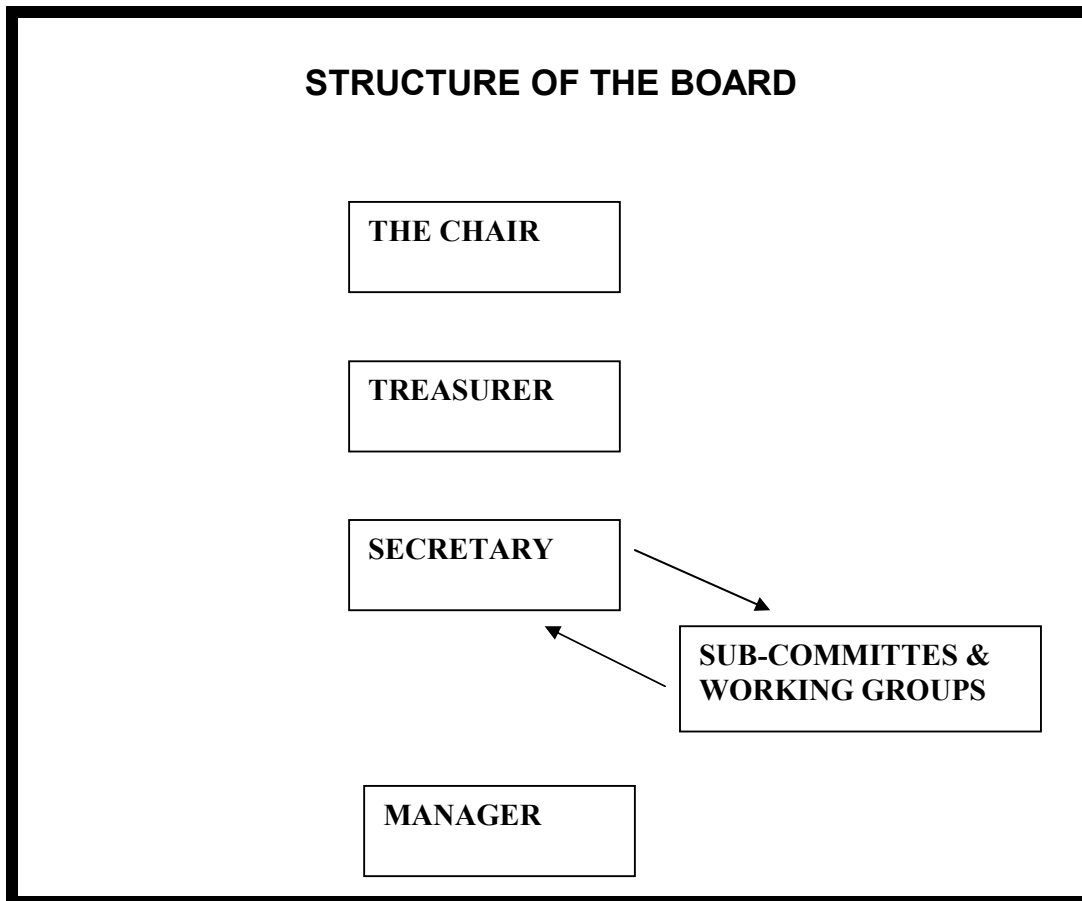 STRUCTURE OF THE BOARD
THE CHAIR
TREASURER
SECRETARY
SUB-COMMITTES &
WORKING GROUPS
MANAGER